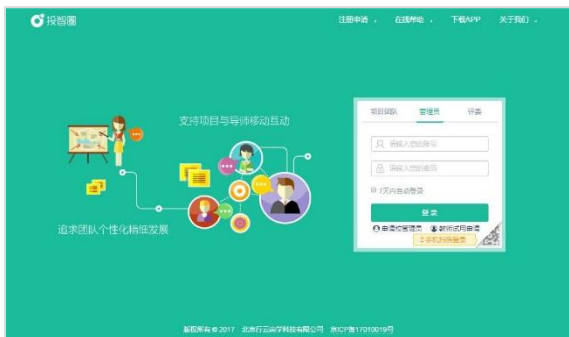 投智圈
注册申请 在线帮助 下载APP 关于我们
支持项目与导师移动互动
追求团队个性化精细发展
项目团队 管理员 评委
请输入您的账号
请输入您的密码
7天内自动登录
登录
申请校管理员 教师试用申请
手机扫码登录
版权所有 © 2017 北京行云尚学科技有限公司 京ICP备17010019号